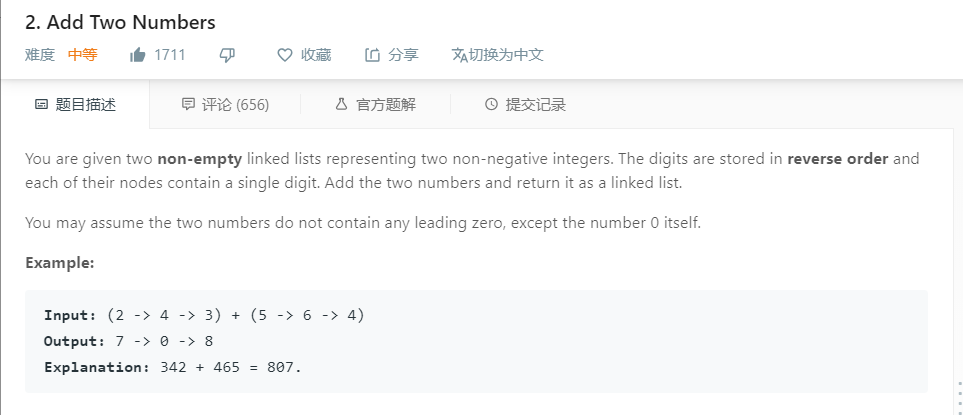 2. Add Two Numbers
难度 中等 1711 收藏 分享 文A切换为中文
题目描述 评论 (656) 官方题解 提交记录
You are given two non-empty linked lists representing two non-negative integers. The digits are stored in reverse order and
each of their nodes contain a single digit. Add the two numbers and return it as a linked list.
You may assume the two numbers do not contain any leading zero, except the number 0 itself.
Example:
Input: (2 -> 4 -> 3) + (5 -> 6 -> 4)
Output: 7 -> 0 -> 8
Explanation: 342 + 465 = 807.